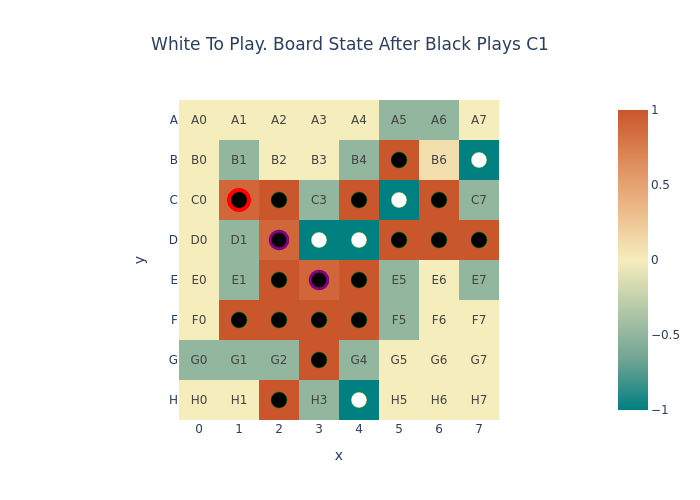 White To Play. Board State After Black Plays C1
A A0 A1 A2 A3 A4 A5 A6 A7
B B0 B1 B2 B3 B4 B6
C C0 C3 C7
D D0 D1
E E0 E1 E5 E6 E7
F F0 F5 F6 F7
G G0 G1 G2 G4 G5 G6 G7
H H0 H1 H3 H5 H6 H7
0 1 2 3 4 5 6 7
x
y
1
0.5
0
−0.5
−1